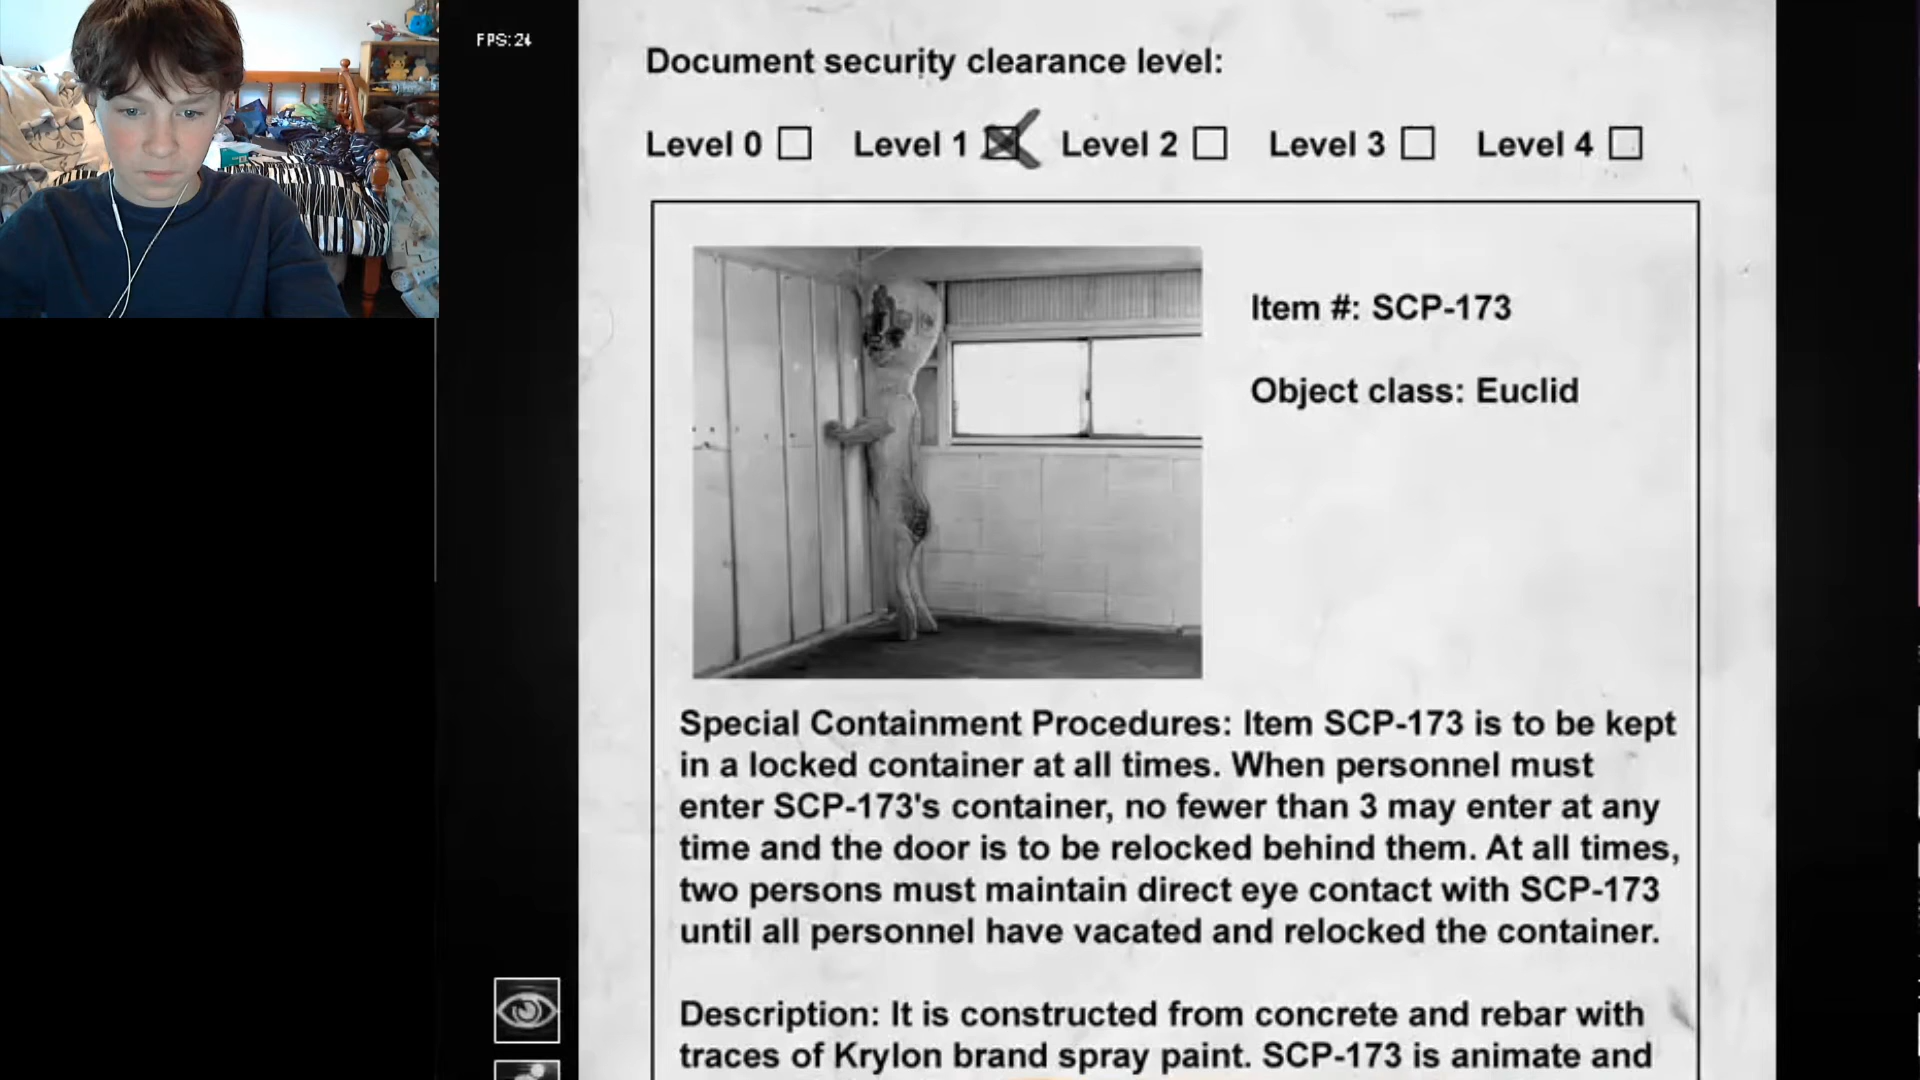 FPS:24
Document security clearance level:
Level 0 Level 1 Level 2 Level 3 Level 4
Item #: SCP-173
Object class: Euclid
Special Containment Procedures: Item SCP-173 is to be kept
in a locked container at all times. When personnel must
enter SCP-173's container, no fewer than 3 may enter at any
time and the door is to be relocked behind them. At all times,
two persons must maintain direct eye contact with SCP-173
until all personnel have vacated and relocked the container.
Description: It is constructed from concrete and rebar with
traces of Krylon brand spray paint. SCP-173 is animate and